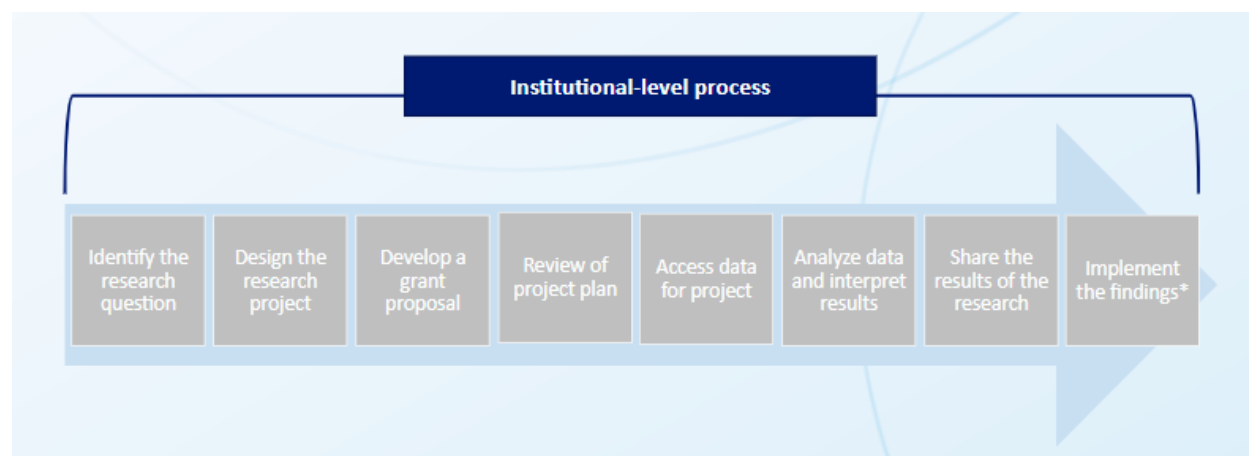 Institutional-level process
Identify the
research
question
Design the
research
project
Develop a
grant
proposal
Review of
project plan
Access data
for project
Analyze data
and interpret
results
Share the
results of the
research
Implement
the findings*